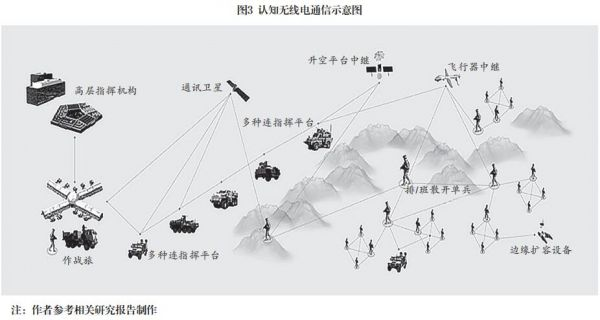 图3 认知无线电通信示意图
高层指挥机构
通讯卫星
升空平台中继
飞行器中继
多种连指挥平台
排/班散开单兵
作战旅
多种连指挥平台
边缘扩容设备
注：作者参考相关研究报告制作